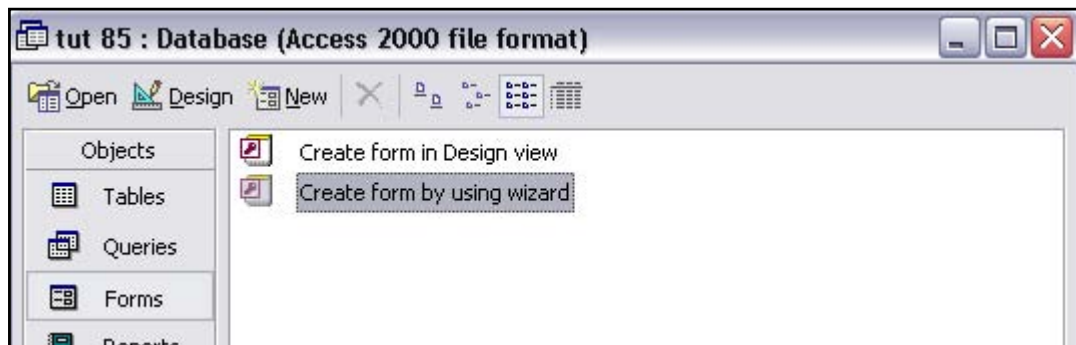 tut 85 : Database (Access 2000 file format)
Open Design New
Objects
Tables
Queries
Forms
Reports
Create form in Design view
Create form by using wizard